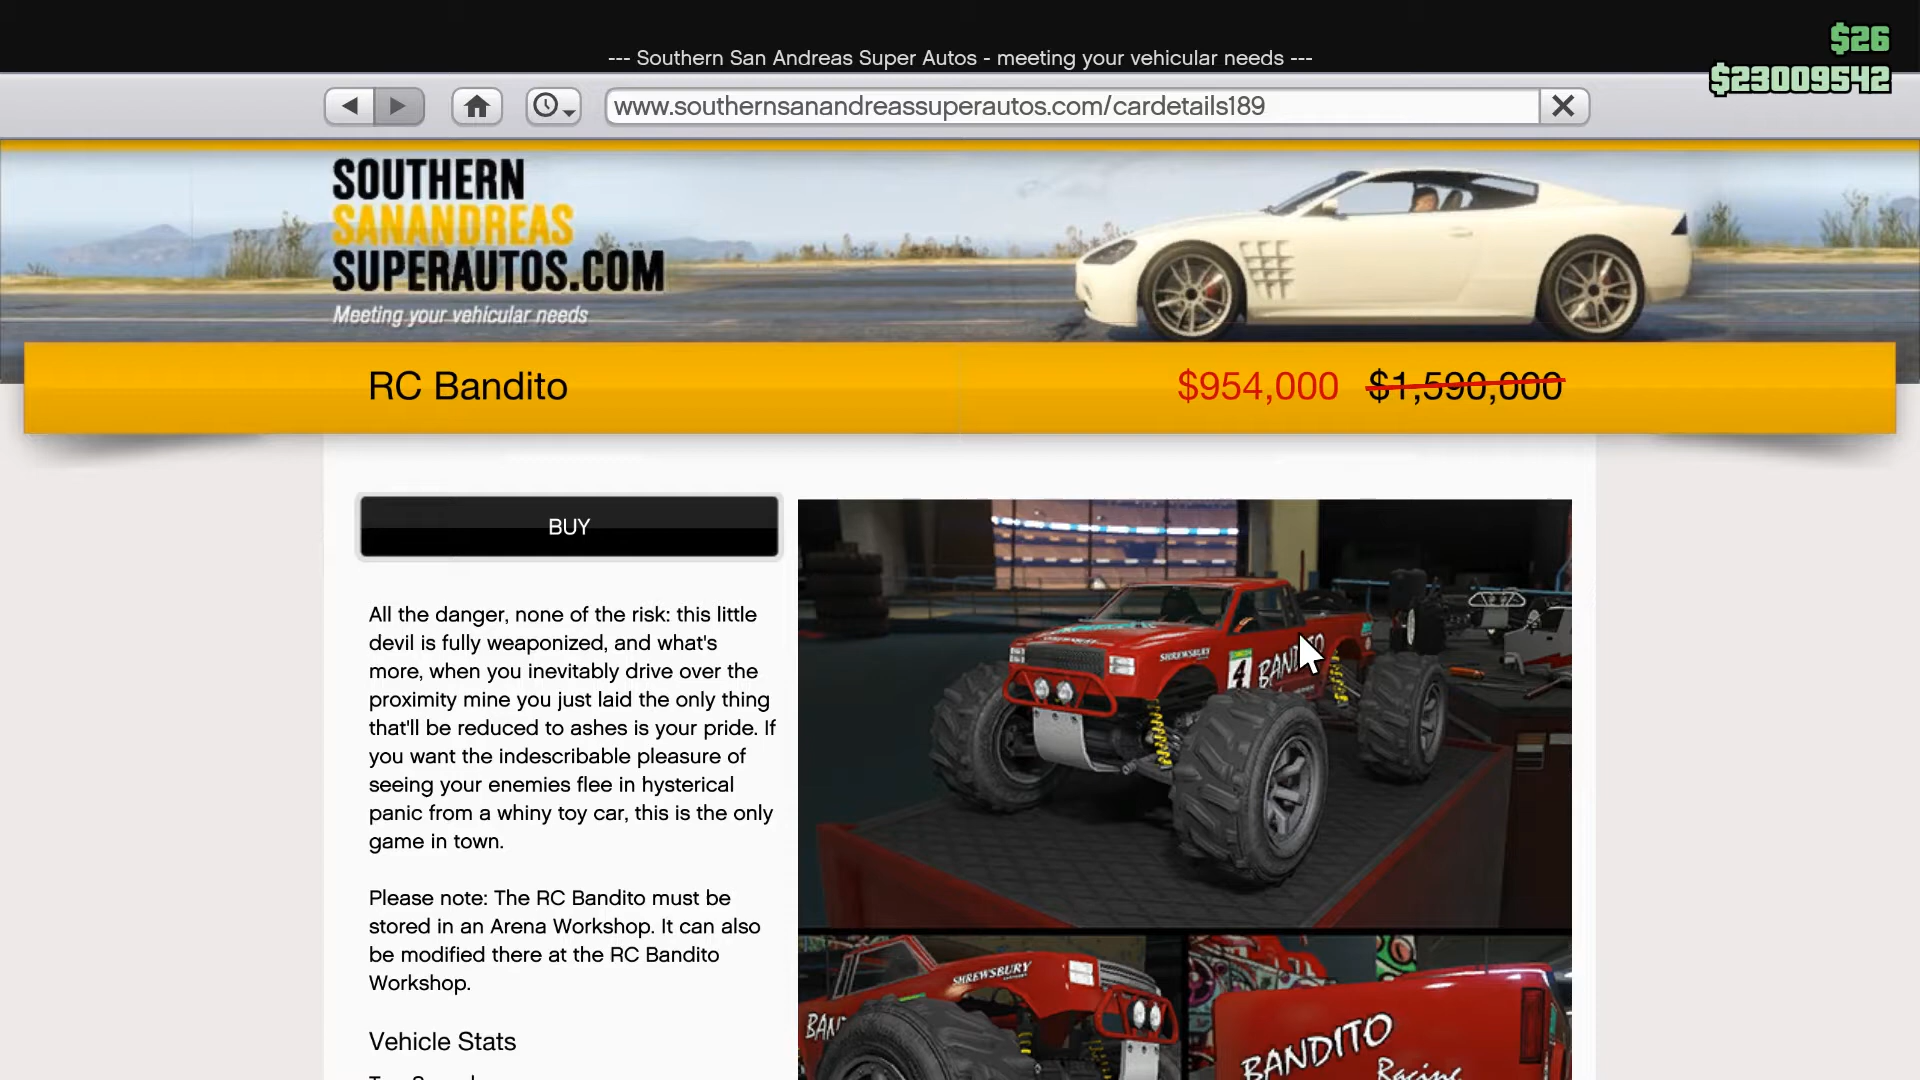 $26
--- Southern San Andreas Super Autos - meeting your vehicular needs ---
$23009542
www.southernsanandreassuperautos.com/cardetails189
SOUTHERN
SANANDREAS
SUPERAUTOS.COM
Meeting your vehicular needs
RC Bandito
$954,000 $1,590,000
BUY
All the danger, none of the risk: this little
devil is fully weaponized, and what's
more, when you inevitably drive over the
proximity mine you just laid the only thing
that'll be reduced to ashes is your pride. If
you want the indescribable pleasure of
seeing your enemies flee in hysterical
panic from a whiny toy car, this is the only
game in town.
Please note: The RC Bandito must be
stored in an Arena Workshop. It can also
be modified there at the RC Bandito
Workshop.
Vehicle Stats
SHREWSBURY
4
SHREWSBURY
BANDITO
Racing